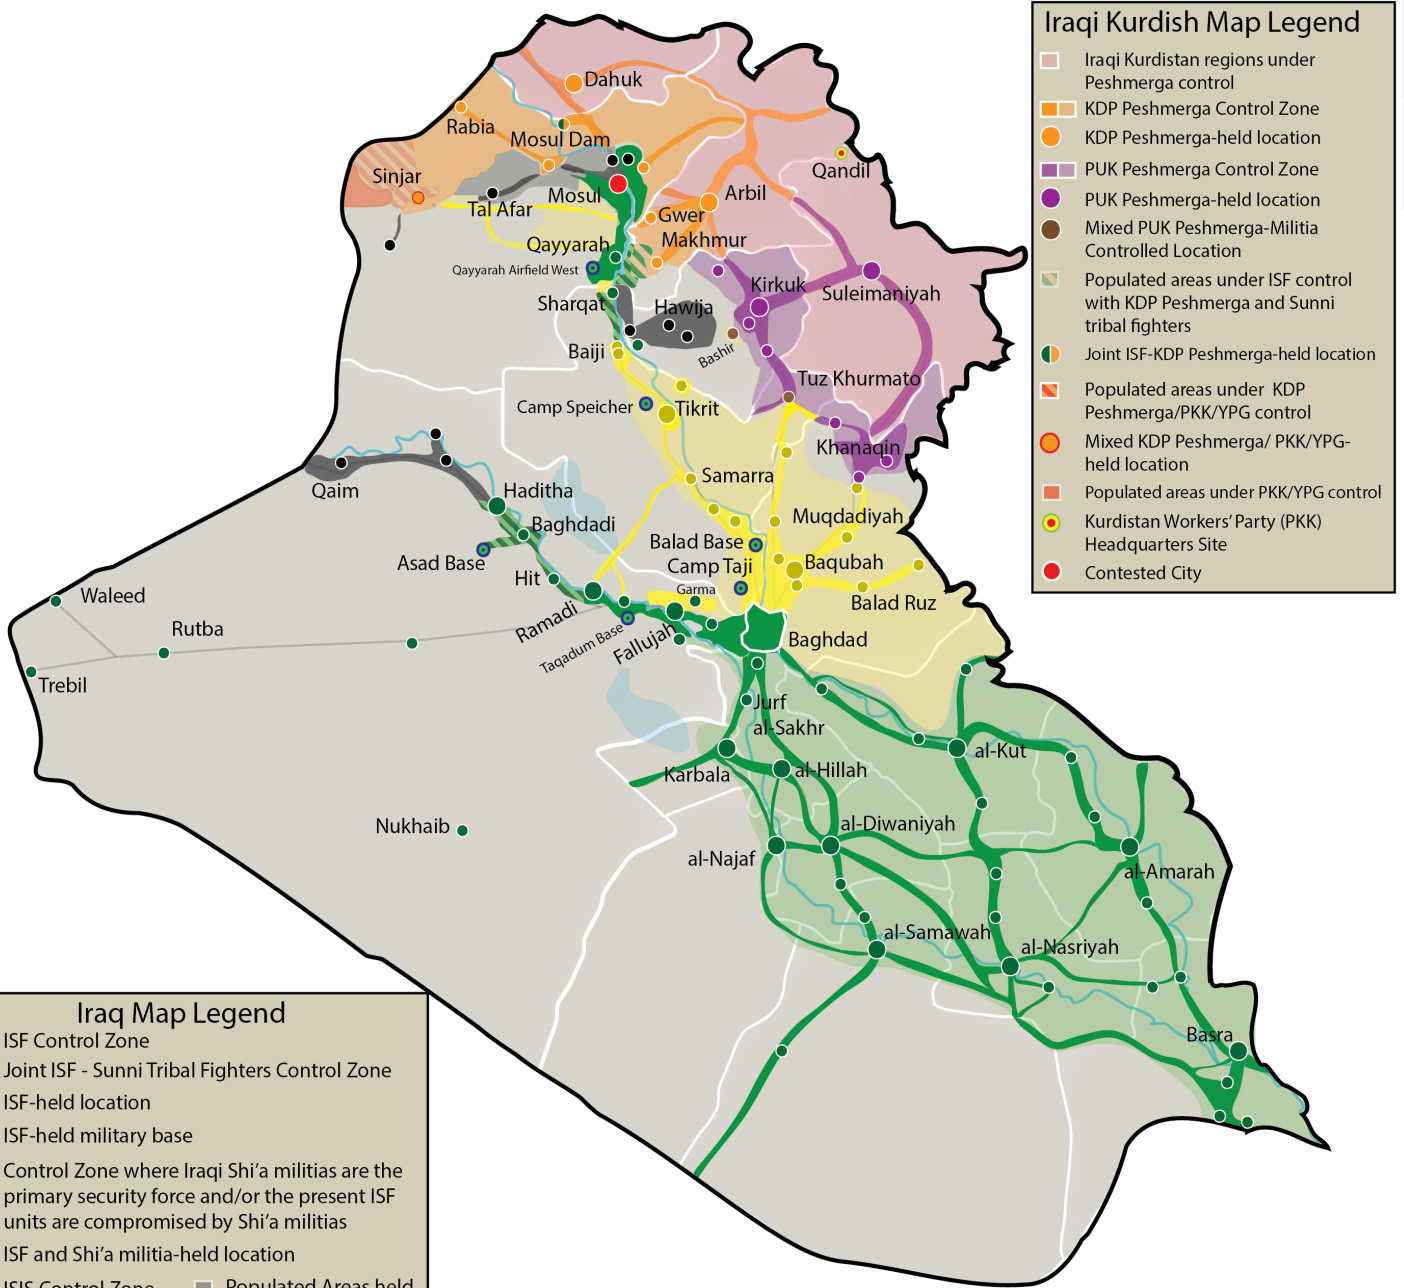 Iraqi Kurdish Map Legend
Iraqi Kurdistan regions under
Peshmerga control
KDP Peshmerga Control Zone
KDP Peshmerga-held location
PUK Peshmerga Control Zone
PUK Peshmerga-held location
Mixed PUK Peshmerga-Militia
Controlled Location
Populated areas under ISF control
with KDP Peshmerga and Sunni
tribal fighters
Joint ISF-KDP Peshmerga-held location
Populated areas under KDP
Peshmerga/PKK/YPG control
Mixed KDP Peshmerga/ PKK/YPG-
held location
Populated areas under PKK/YPG control
Kurdistan Workers' Party (PKK)
Headquarters Site
Contested City
Dahuk
Rabia
Mosul Dam
Qandil
Sinjar
Mosul
Arbil
Tal Afar
Gwer
Makhmur
Qayyarah
Qayyarah Airfield West
Kirkuk
Suleimaniyah
Sharqat
Hawija
Bashir
Baiji
Tuz Khurmato
Camp Speicher
Tikrit
Khanaqin
Samarra
Qaim
Haditha
Baghdadi
Muqdadiyah
Balad Base
Camp Taji
Baqubah
Asad Base
Hit
Garma
Balad Ruz
Waleed
Ramadi
Taqadum Base
Fallujah
Baghdad
Rutba
Trebil
Jurf
al-Sakhr
al-Kut
Karbala
al-Hillah
Nukhaib
al-Diwaniyah
al-Najaf
al-Amarah
al-Samawah
al-Nasriyah
Basra
Iraq Map Legend
ISF Control Zone
Joint ISF - Sunni Tribal Fighters Control Zone
ISF-held location
ISF-held military base
Control Zone where Iraqi Shi'a militias are the
primary security force and/or the present ISF
units are compromised by Shi'a militias
ISF and Shi'a militia-held location
ISIS Control Zone
Populated Areas held